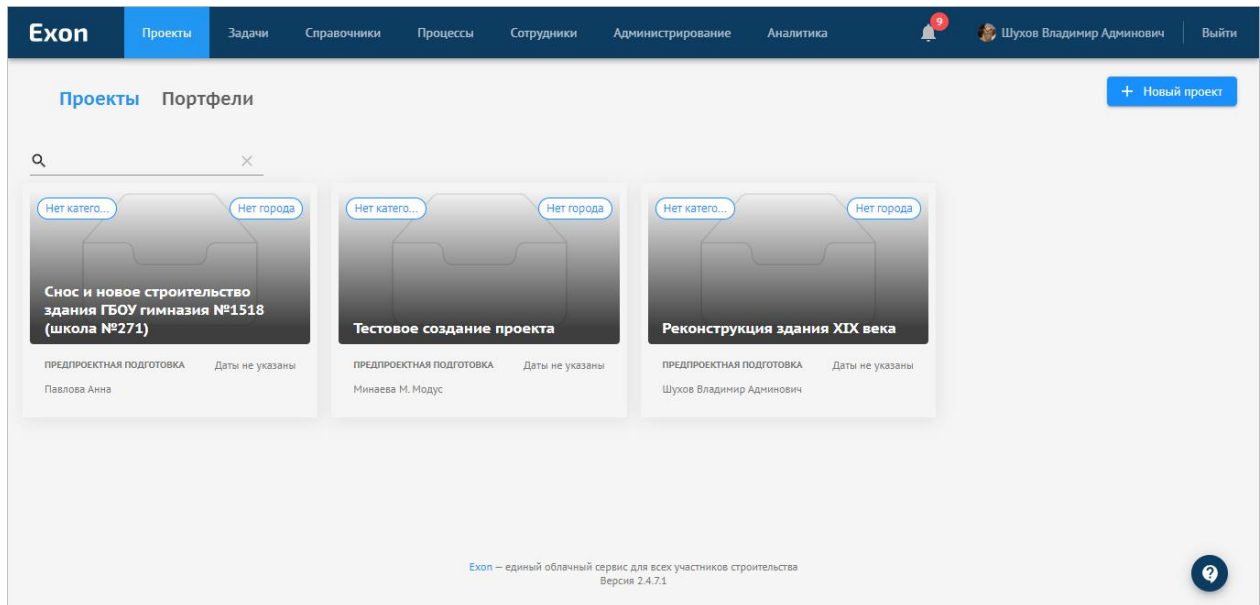 Exon
Проекты
Задачи
Справочники
Процессы
Сотрудники
Администрирование
Аналитика
9
Шухов Владимир Админович
Выйти
Проекты
Портфели
+ Новый проект
Нет катего...
Нет города
Снос и новое строительство
здания ГБОУ гимназия №1518
(школа №271)
ПРЕДПРОЕКТНАЯ ПОДГОТОВКА
Даты не указаны
Павлова Анна
Нет катего...
Нет города
Тестовое создание проекта
ПРЕДПРОЕКТНАЯ ПОДГОТОВКА
Даты не указаны
Минаева М. Модус
Нет катего...
Нет города
Реконструкция здания XIX века
ПРЕДПРОЕКТНАЯ ПОДГОТОВКА
Даты не указаны
Шухов Владимир Админович
Exon — единый облачный сервис для всех участников строительства
Версия 2.4.7.1
?